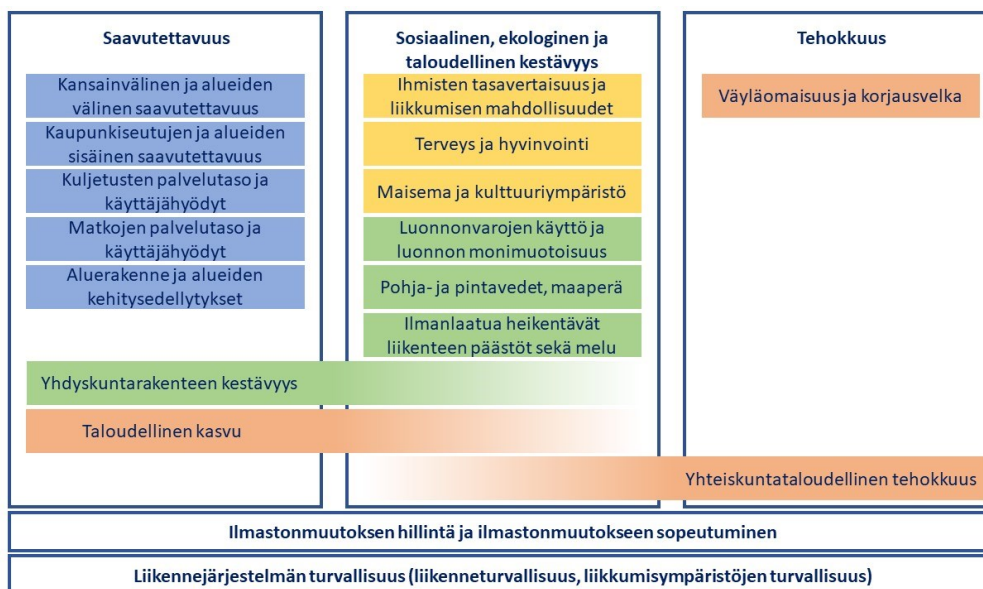 Saavutettavuus
Kansainvälinen ja alueiden
välinen saavutettavuus
Kaupunkiseutujen ja alueiden
sisäinen saavutettavuus
Kuljetusten palvelutaso ja
käyttäjähyödyt
Matkojen palvelutaso ja
käyttäjähyödyt
Aluerakenne ja alueiden
kehitysedellytykset
Sosiaalinen, ekologinen ja
taloudellinen kestävyys
Ihmisten tasavertaisuus ja
liikkumisen mahdollisuudet
Terveys ja hyvinvointi
Maisema ja kulttuuriympäristö
Luonnonvarojen käyttö ja
luonnon monimuotoisuus
Pohja- ja pintavedet, maaperä
Ilmanlaatua heikentävät
liikenteen päästöt sekä melu
Tehokkuus
Väyläomaisuus ja korjausvelka
Yhdyskuntarakenteen kestävyys
Taloudellinen kasvu
Yhteiskuntataloudellinen tehokkuus
Ilmastonmuutoksen hillintä ja ilmastonmuutokseen sopeutuminen
Liikennejärjestelmän turvallisuus (liikenneturvallisuus, liikkumisympäristöjen turvallisuus)